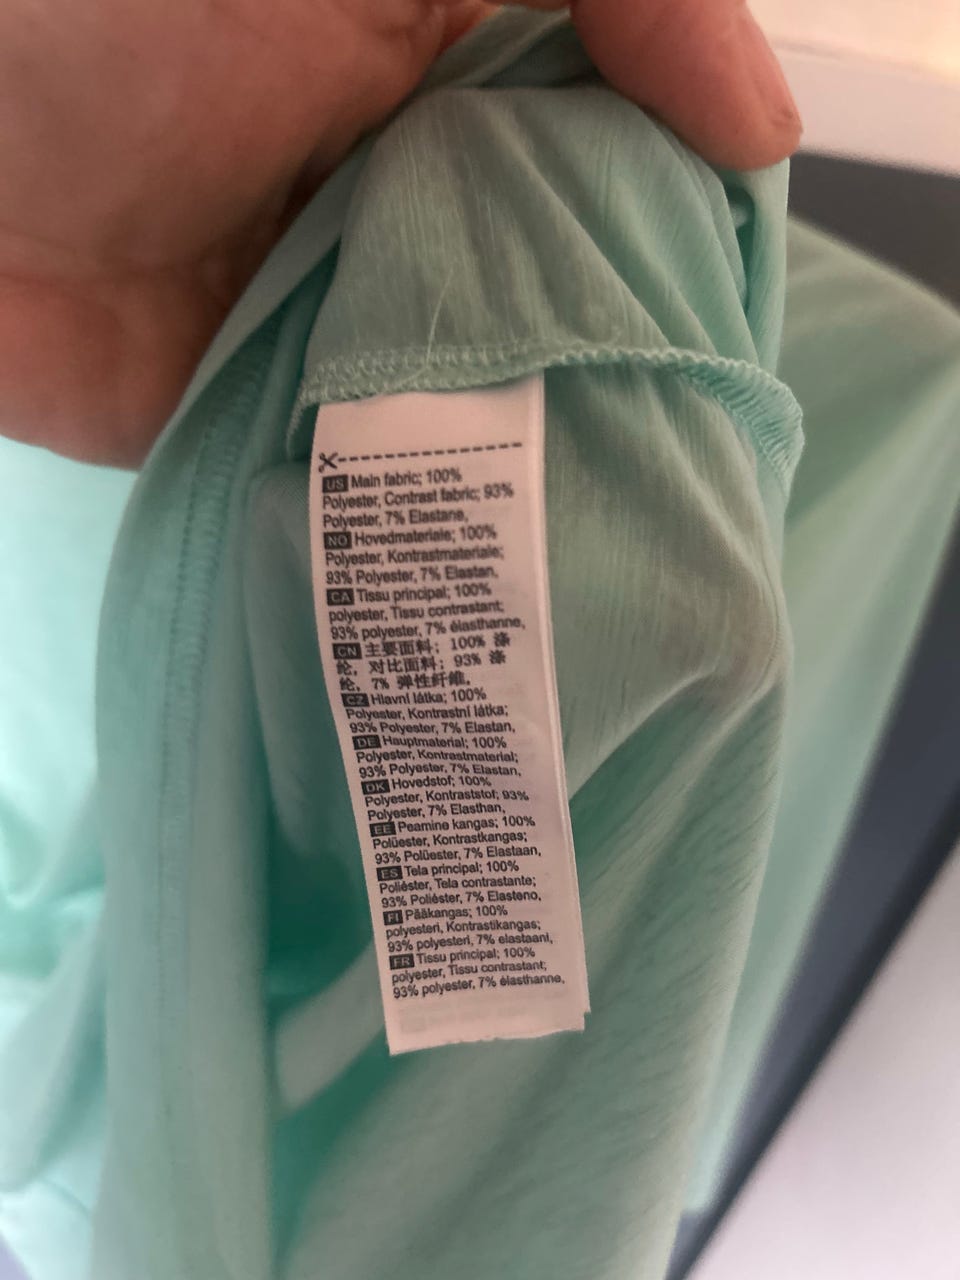 US Main fabric; 100%
Polyester, Contrast fabric; 93%
Polyester, 7% Elastane,
NO Hovedmateriale; 100%
Polyester, Kontrastmateriale;
93% Polyester, 7% Elastan,
CA Tissu principal; 100%
polyester, Tissu contrastant;
93% polyester, 7% élasthanne,
CN 主要面料; 100% 涤
纶, 对比面料; 93% 涤
纶, 7% 弹性纤维,
CZ Hlavní látka; 100%
Polyester, Kontrastní látka;
93% Polyester, 7% Elastan,
DE Hauptmaterial; 100%
Polyester, Kontrastmaterial;
93% Polyester, 7% Elastan,
DK Hovedstof; 100%
Polyester, Kontraststof; 93%
Polyester, 7% Elasthan,
EE Peamine kangas; 100%
Polüester, Kontrastkangas;
93% Polüester, 7% Elastaan,
ES Tela principal; 100%
Poliéster, Tela contrastante;
93% Poliéster, 7% Elasteno,
FI Pääkangas; 100%
polyesteri, Kontrastikangas;
93% polyesteri, 7% elastaani,
FR Tissu principal; 100%
polyester, Tissu contrastant;
93% polyester, 7% élasthanne,